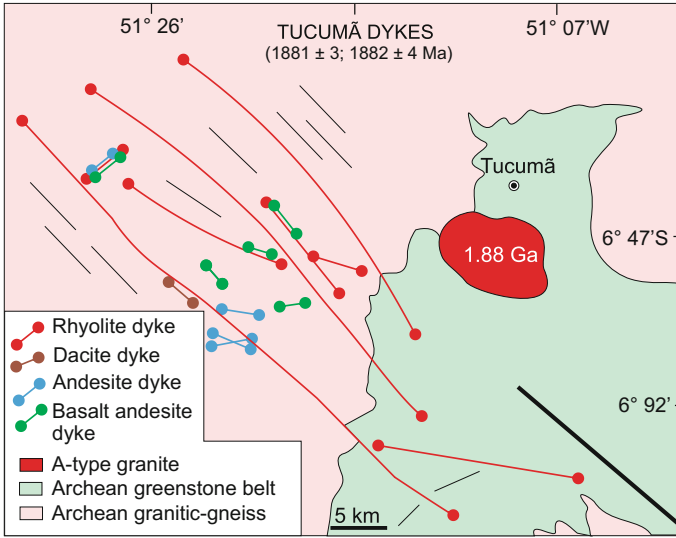 51° 26’
TUCUMÃ DYKES
(1881 ± 3; 1882 ± 4 Ma)
51° 07’W
Tucumã
6° 47’S
1.88 Ga
6° 92’
Rhyolite dyke
Dacite dyke
Andesite dyke
Basalt andesite
dyke
A-type granite
Archean greenstone belt
Archean granitic-gneiss
5 km